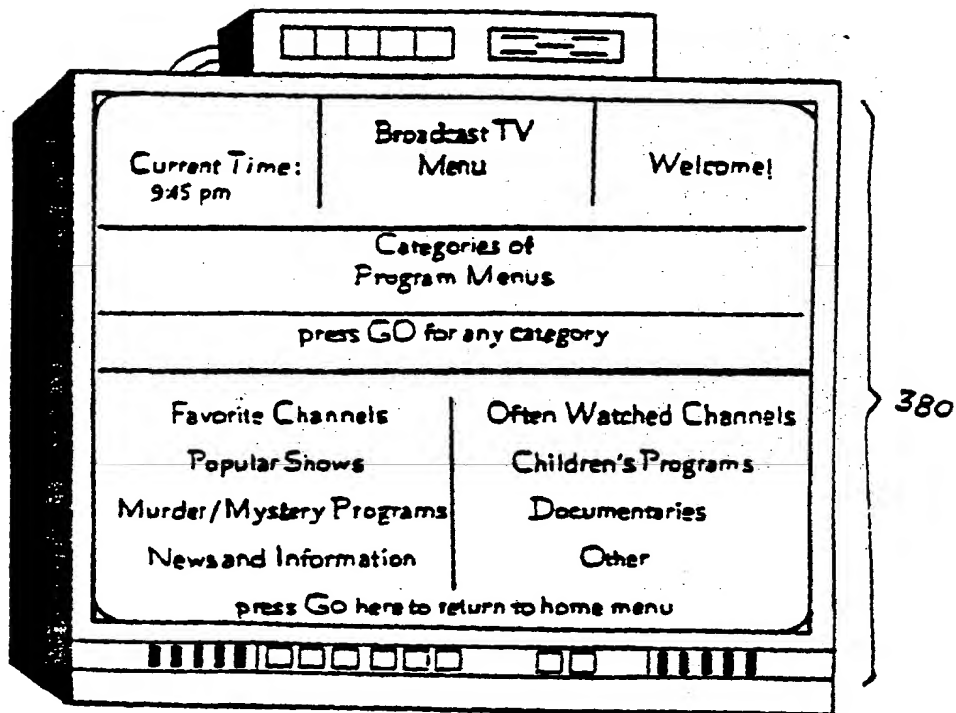 Current Time:
9:45 pm
Broadcast TV
Menu
Welcome!
Categories of
Program Menus
press GO for any category
Favorite Channels
Often Watched Channels
Popular Shows
Children's Programs
Murder/Mystery Programs
Documentaries
News and Information
Other
press Go here to return to home menu
380